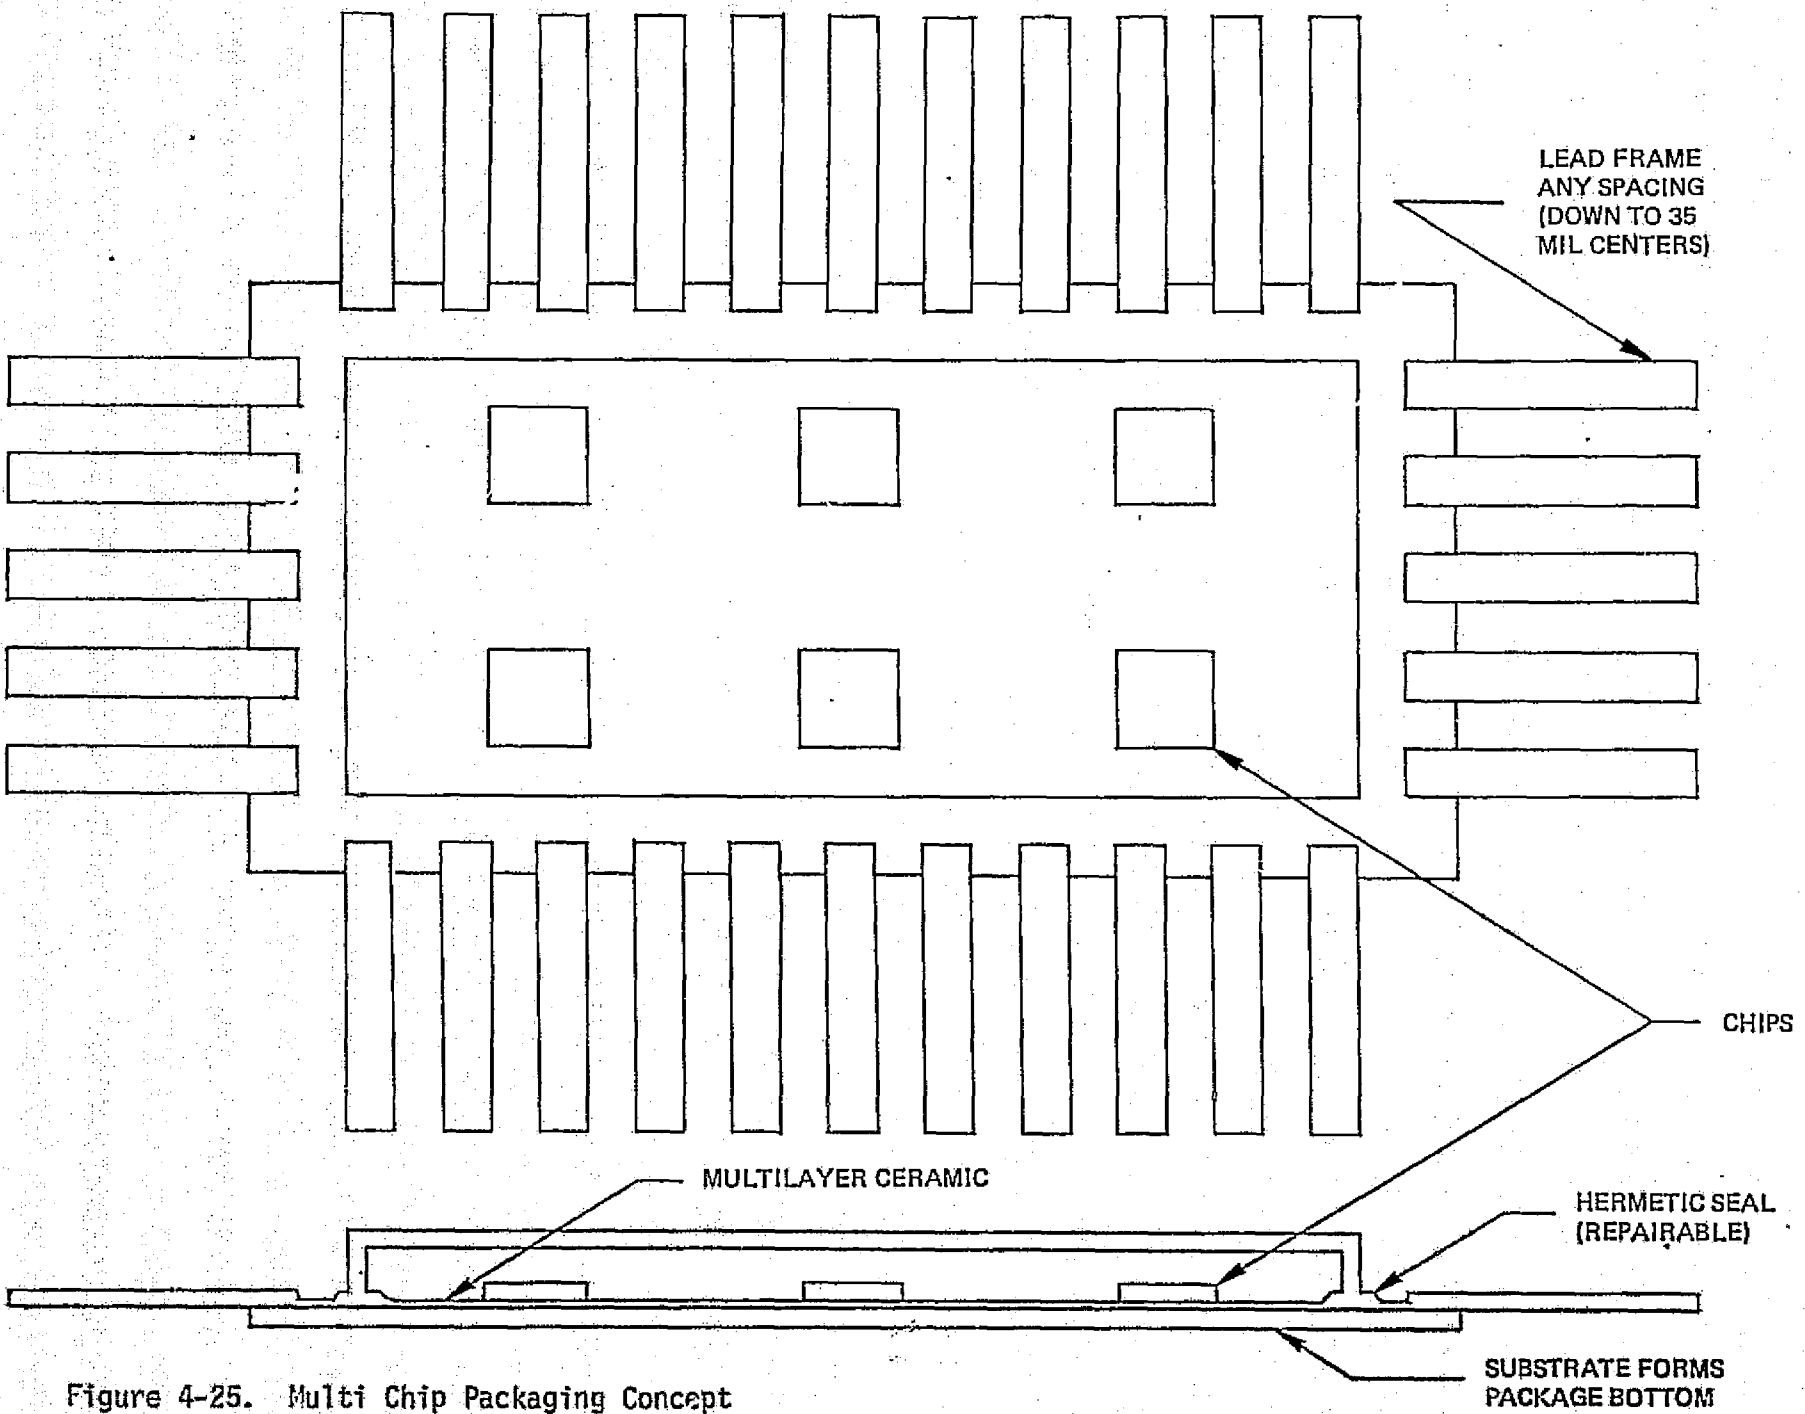 LEAD FRAME
ANY SPACING
(DOWN TO 35
MIL CENTERS)
CHIPS
MULTILAYER CERAMIC
HERMETIC SEAL
(REPAIRABLE)
SUBSTRATE FORMS
PACKAGE BOTTOM
Figure 4-25. Multi Chip Packaging Concept